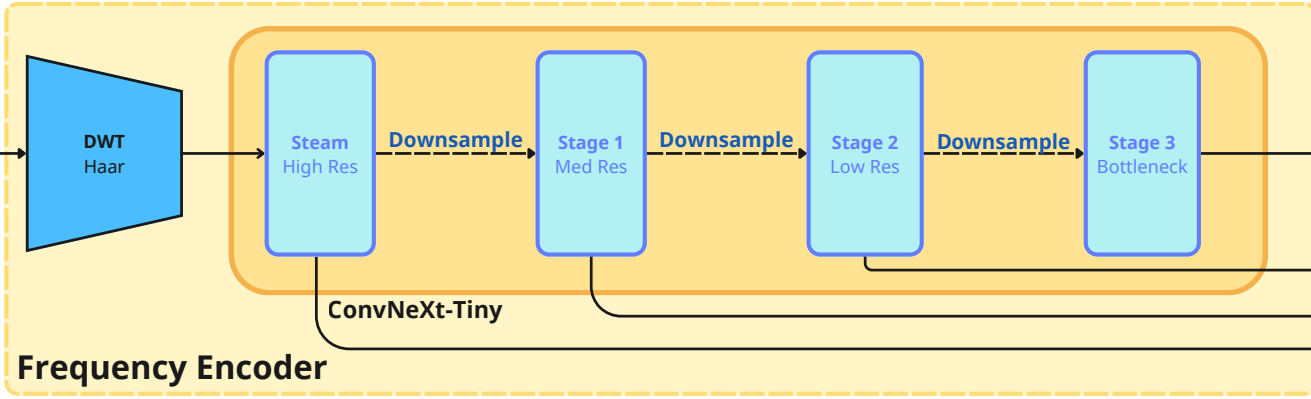 DWT
Haar
Steam
High Res
Downsample
Stage 1
Med Res
Downsample
Stage 2
Low Res
Downsample
Stage 3
Bottleneck
ConvNeXt-Tiny
Frequency Encoder